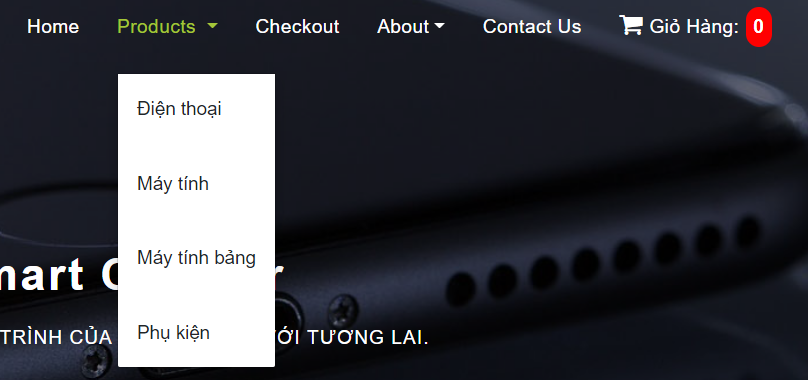 Home Products Checkout About Contact Us Giỏ Hàng: 0
Điện thoại
Máy tính
Máy tính bảng
mart C r
TRÌNH CỦA ỚI TƯƠNG LAI.
Phụ kiện